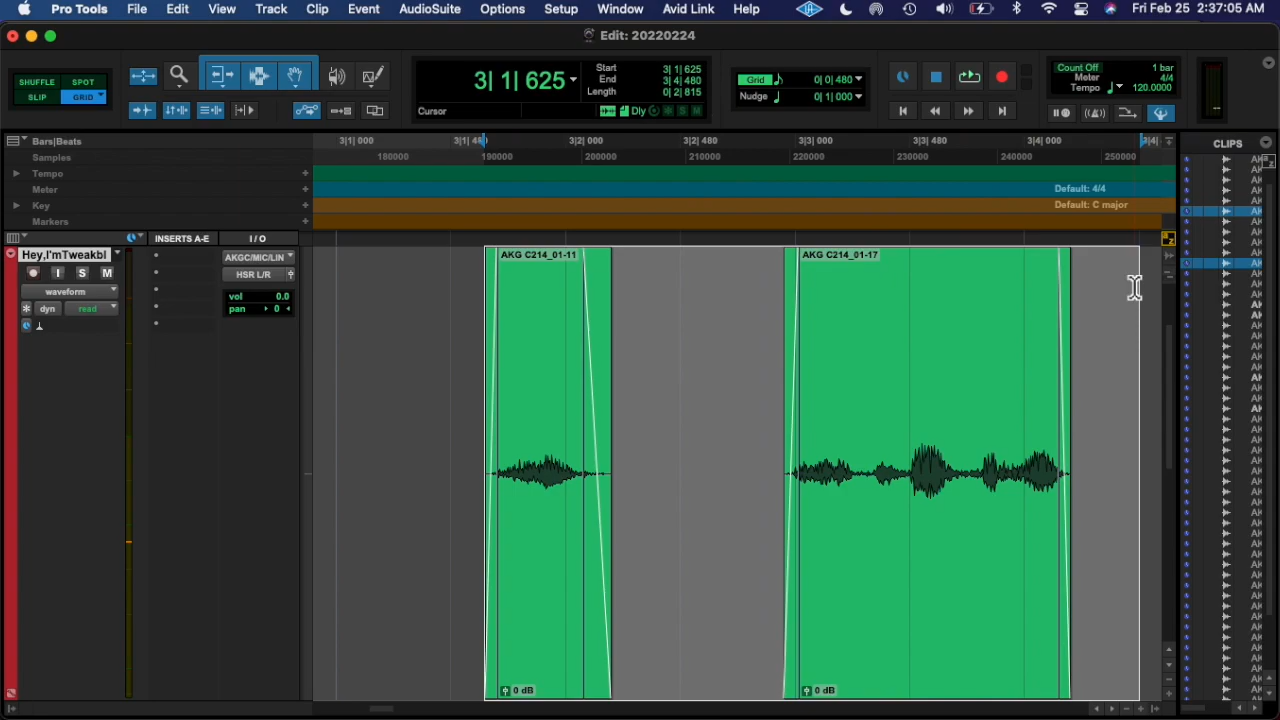 Pro Tools File Edit View Track Clip Event AudioSuite Options Setup Window Avid Link Help Fri Feb 25 2:37:05 AM
Edit: 20220224
SHUFFLE SPOT
SLIP GRID
3| 1| 625
Start 3| 1| 625
End 3| 4| 480
Length 0| 2| 815
Cursor
Dly
S M
Grid 0| 0| 480
Nudge 0| 1| 000
Count Off 1 bar
Meter 4/4
Tempo 120.0000
Bars|Beats
3|1| 000 3|1| 480 3|2| 000 3|2| 480 3|3| 000 3|3| 480 3|4| 000 3|4|
CLIPS
Samples
180000 190000 200000 210000 220000 230000 240000 250000
Tempo
Meter
Default: 4/4
Key
Default: C major
Markers
INSERTS A-E
I / O
a
z
Hey,I'mTweakbl
I S M
waveform
dyn read
AKGC/MIC/LIN
HSR L/R
vol 0.0
pan 0
AKG C214_01-11
AKG C214_01-17
0 dB
0 dB